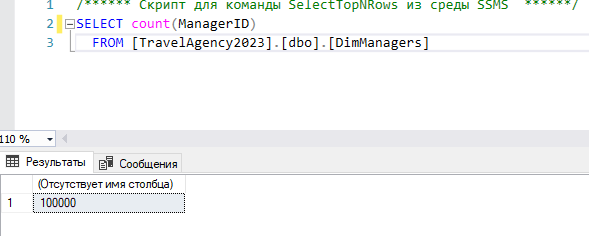 1 /****** Скрипт для команды SelectTopNRows из среды SSMS ******/
2 SELECT count(ManagerID)
3 FROM [TravelAgency2023].[dbo].[DimManagers]
110 %
Результаты Сообщения
(Отсутствует имя столбца)
1 100000